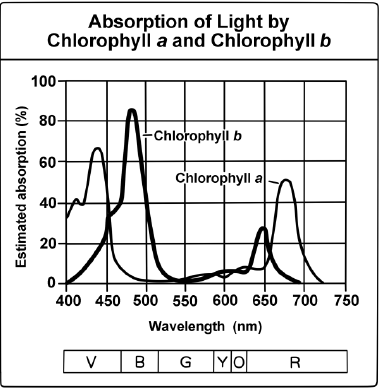 Absorption of Light by
Chlorophyll a and Chlorophyll b
Estimated absorption (%)
100
80
60
40
20
0
Chlorophyll b
Chlorophyll a
400 450 500 550 600 650 700 750
Wavelength (nm)
V B G Y O R